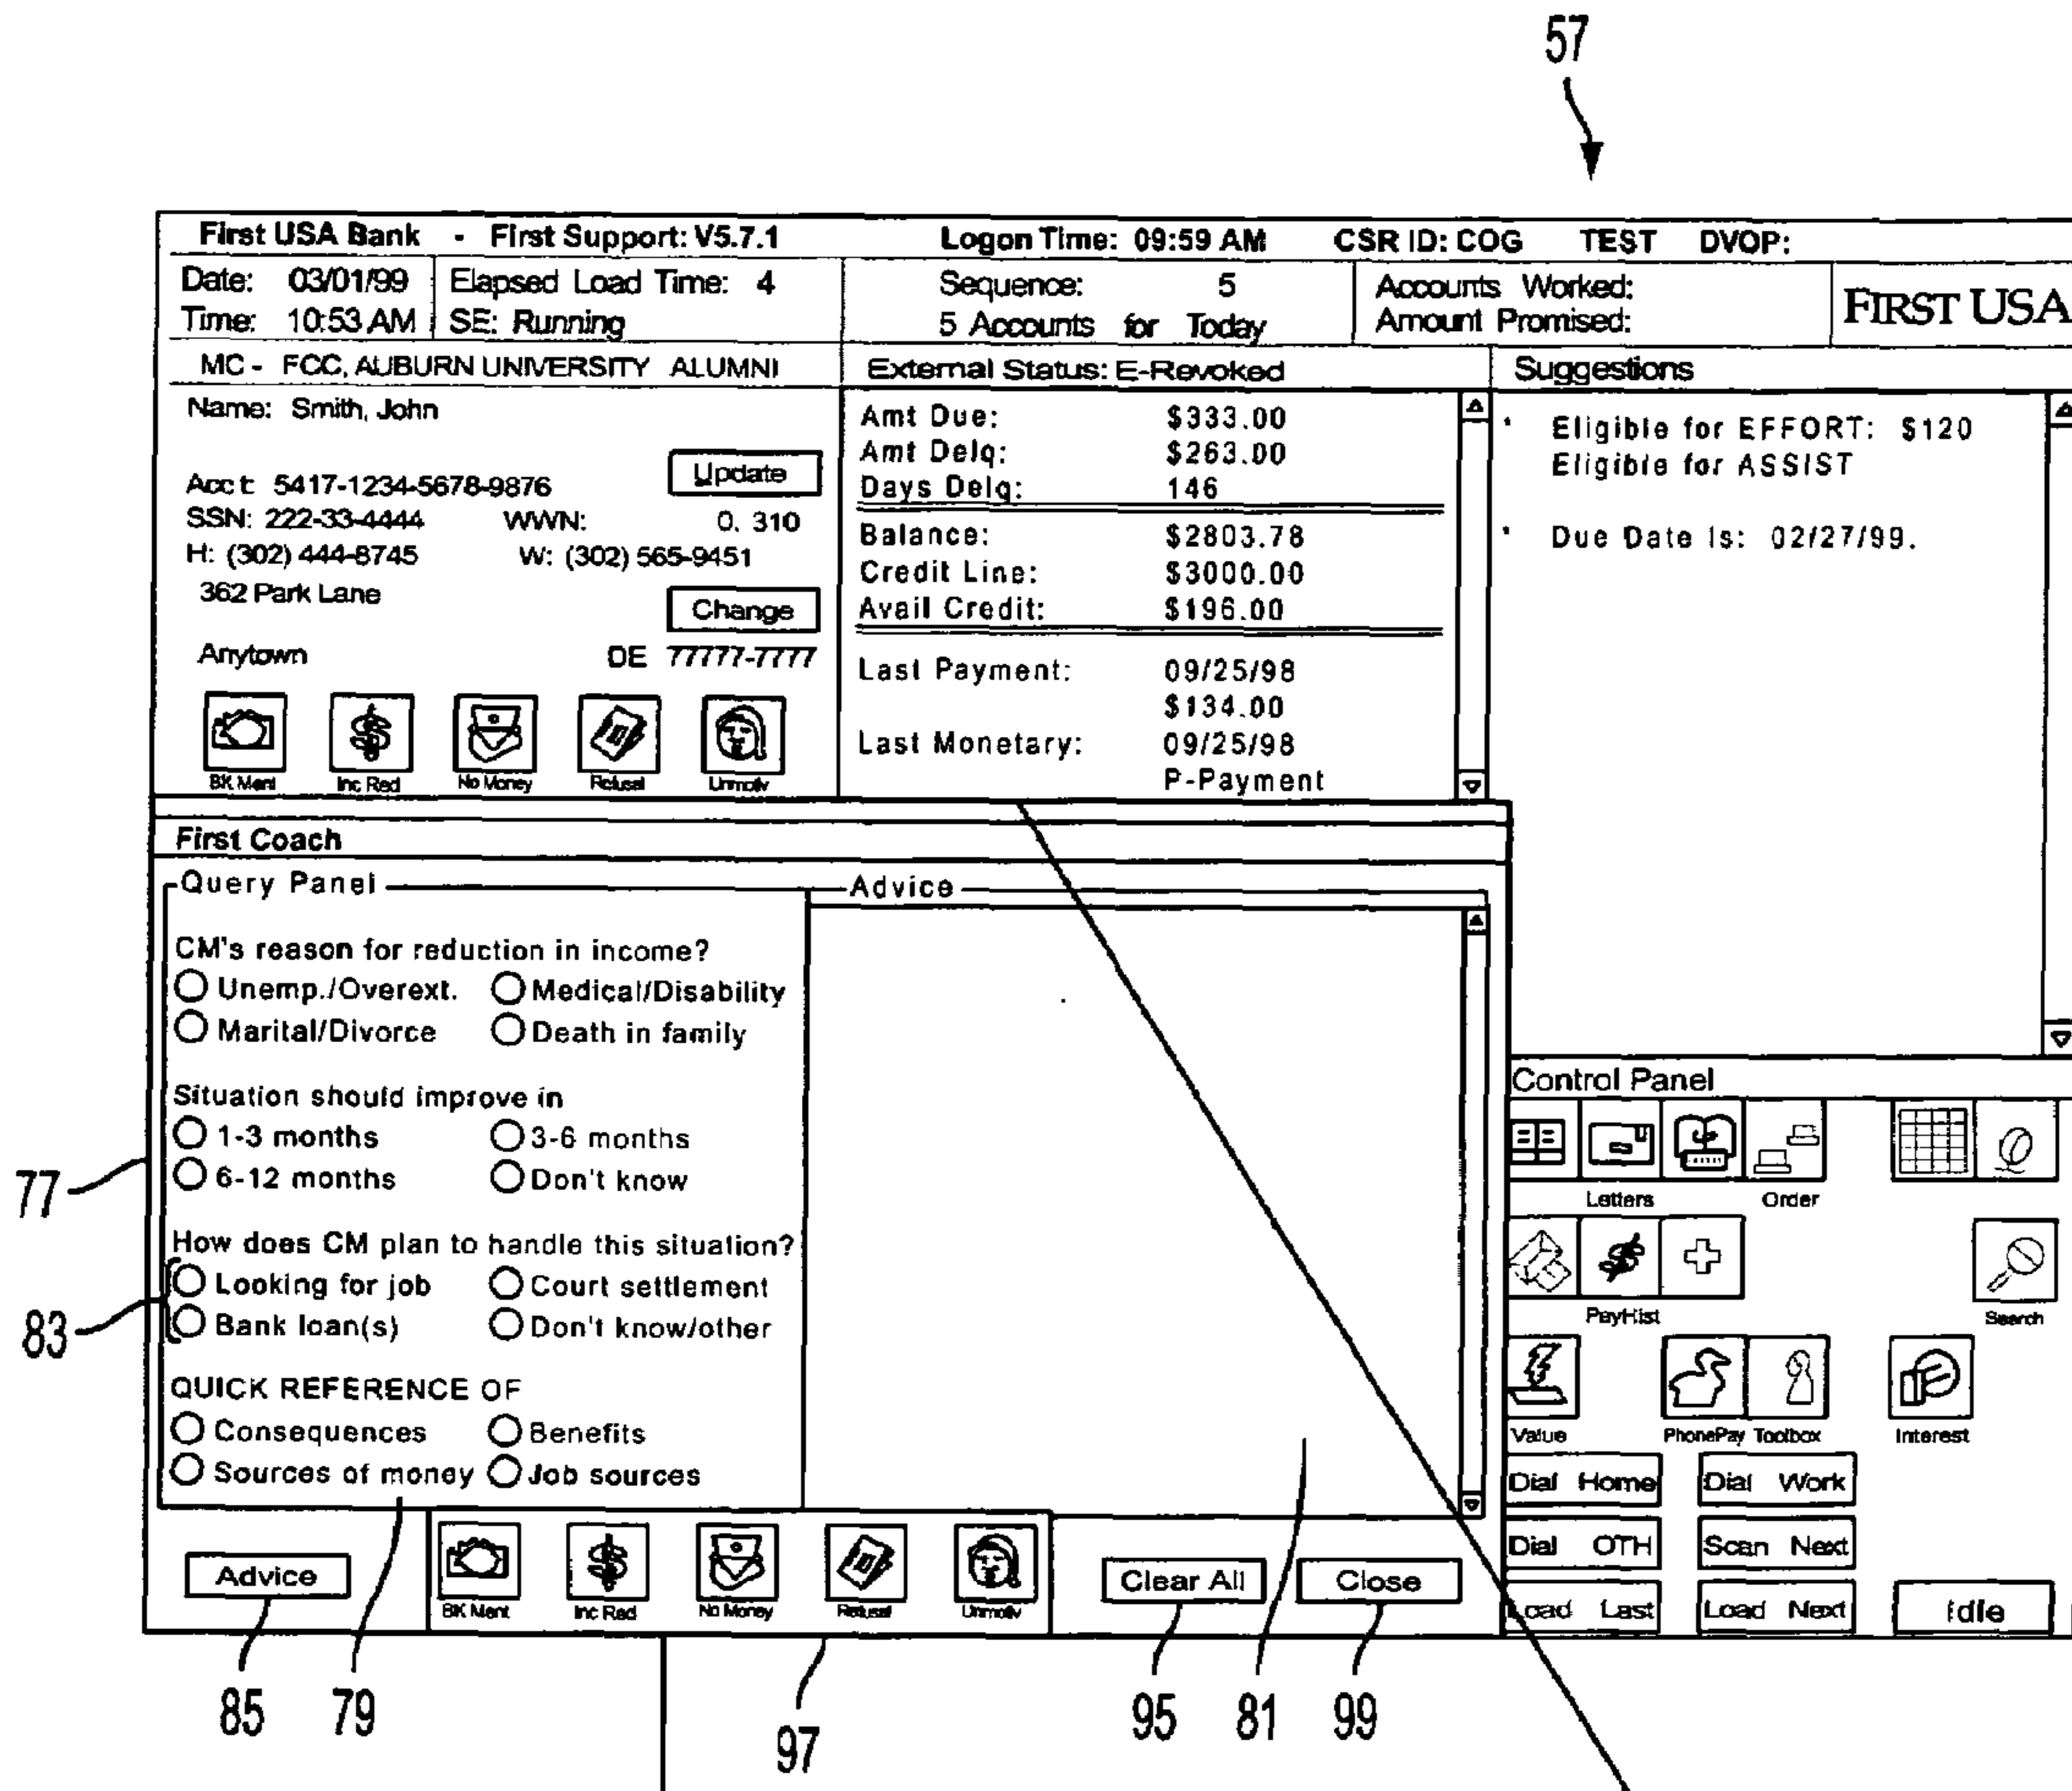 57
First USA Bank - First Support: V5.7.1 Logon Time: 09:59 AM CSR ID: COG TEST DVOP:
Date: 03/01/99 Elapsed Load Time: 4 Sequence: 5 Accounts Worked:
Time: 10:53 AM SE: Running 5 Accounts for Today Amount Promised:
FIRST USA
MC - FCC, AUBURN UNIVERSITY ALUMNI External Status: E-Revoked Suggestions
Name: Smith, John
Update
Acct: 5417-1234-5678-9876
SSN: 222-33-4444 WWN: 0. 310
H: (302) 444-8745 W: (302) 565-9451
362 Park Lane
Change
Anytown DE 77777-7777
BK Ment Inc Red No Money Refusal Unmotiv
Amt Due: $333.00
Amt Delq: $263.00
Days Delq: 146
Balance: $2803.78
Credit Line: $3000.00
Avail Credit: $196.00
Last Payment: 09/25/98
$134.00
Last Monetary: 09/25/98
P-Payment
' Eligible for EFFORT: $120
Eligible for ASSIST
' Due Date Is: 02/27/99.
First Coach
Query Panel
Advice
CM's reason for reduction in income?
Unemp./Overext. Medical/Disability
Marital/Divorce Death in family
Situation should improve in
1-3 months 3-6 months
6-12 months Don't know
How does CM plan to handle this situation?
Looking for job Court settlement
Bank loan(s) Don't know/other
QUICK REFERENCE OF
Consequences Benefits
Sources of money Job sources
Advice
BK Ment Inc Red No Money Refusal Unmotiv
Clear All Close
Control Panel
Letters Order
PayHist Search
Value PhonePay Toolbox Interest
Dial Home Dial Work
Dial OTH Scan Next
Load Last Load Next Idle
77
83
85 79 97 95 81 99